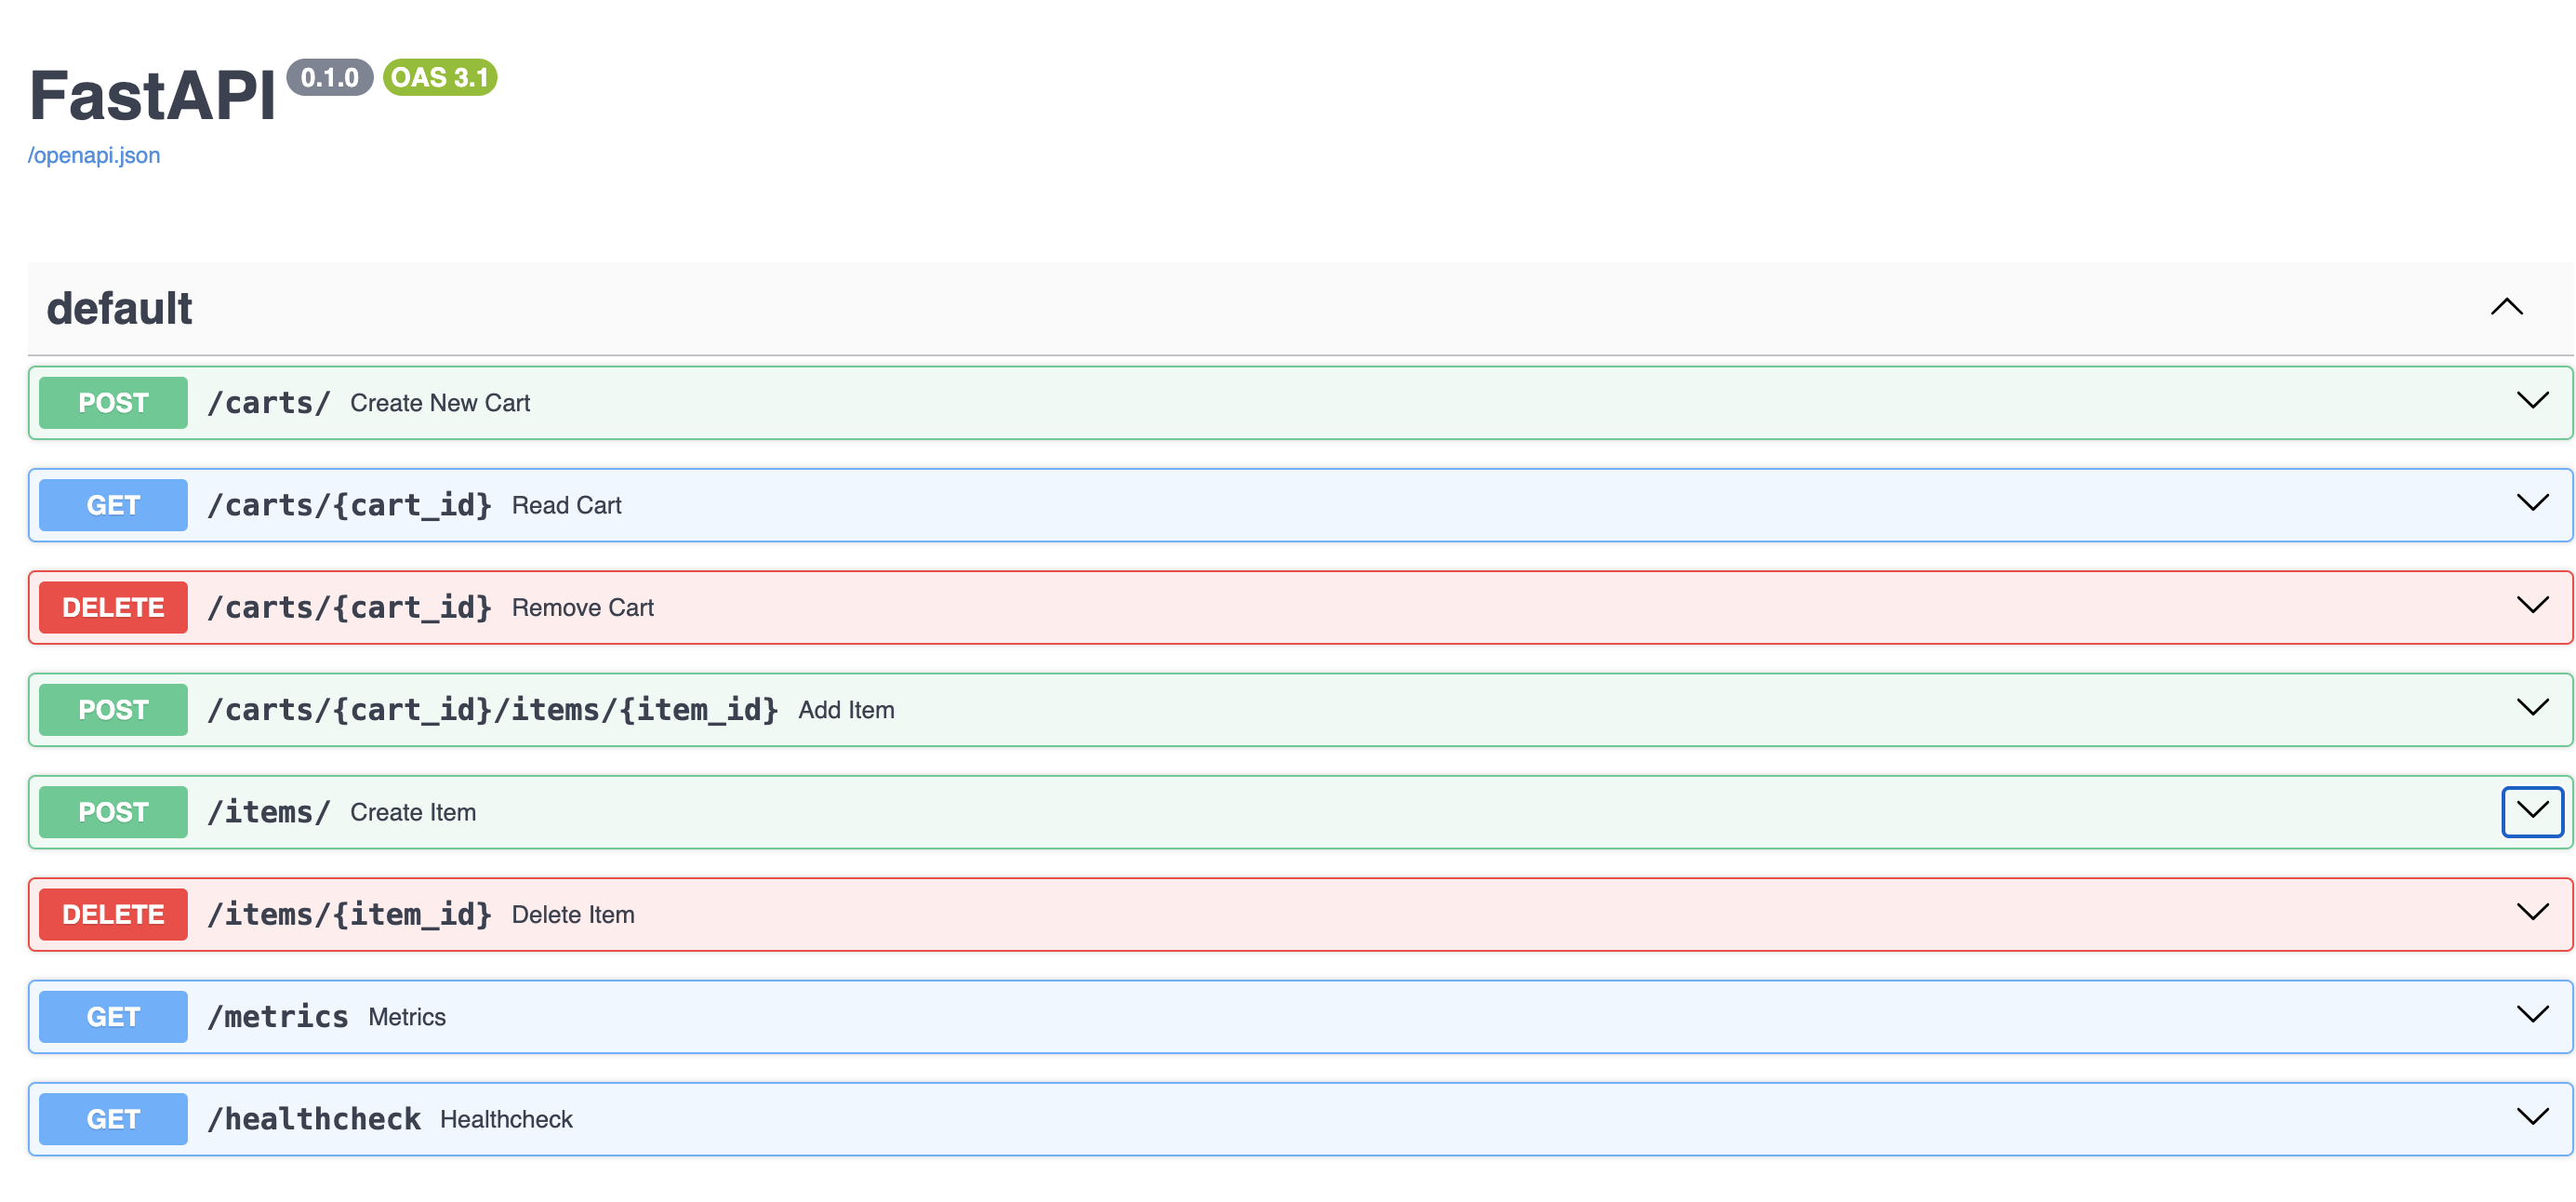 FastAPI 0.1.0 OAS 3.1
/openapi.json
default
POST /carts/ Create New Cart
GET /carts/{cart_id} Read Cart
DELETE /carts/{cart_id} Remove Cart
POST /carts/{cart_id}/items/{item_id} Add Item
POST /items/ Create Item
DELETE /items/{item_id} Delete Item
GET /metrics Metrics
GET /healthcheck Healthcheck